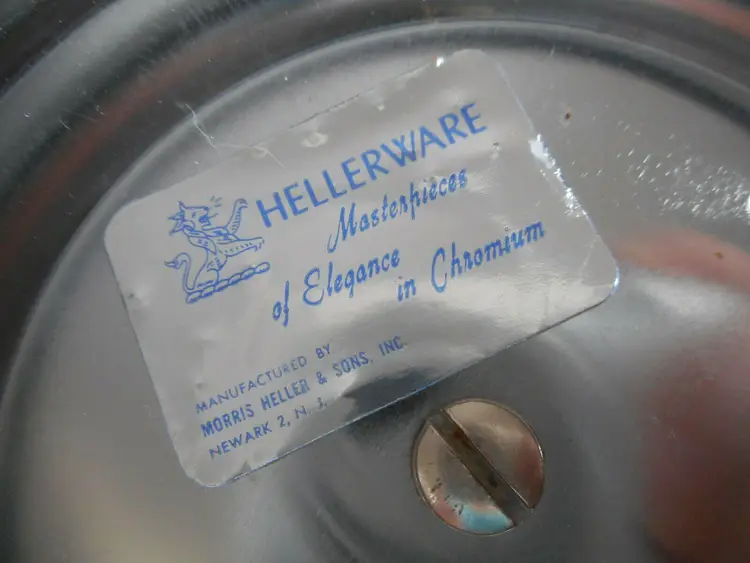 HELLERWARE
Masterpieces
of Elegance
in Chromium
MANUFACTURED BY
MORRIS HELLER & SONS, INC.
NEWARK 2, N. J.